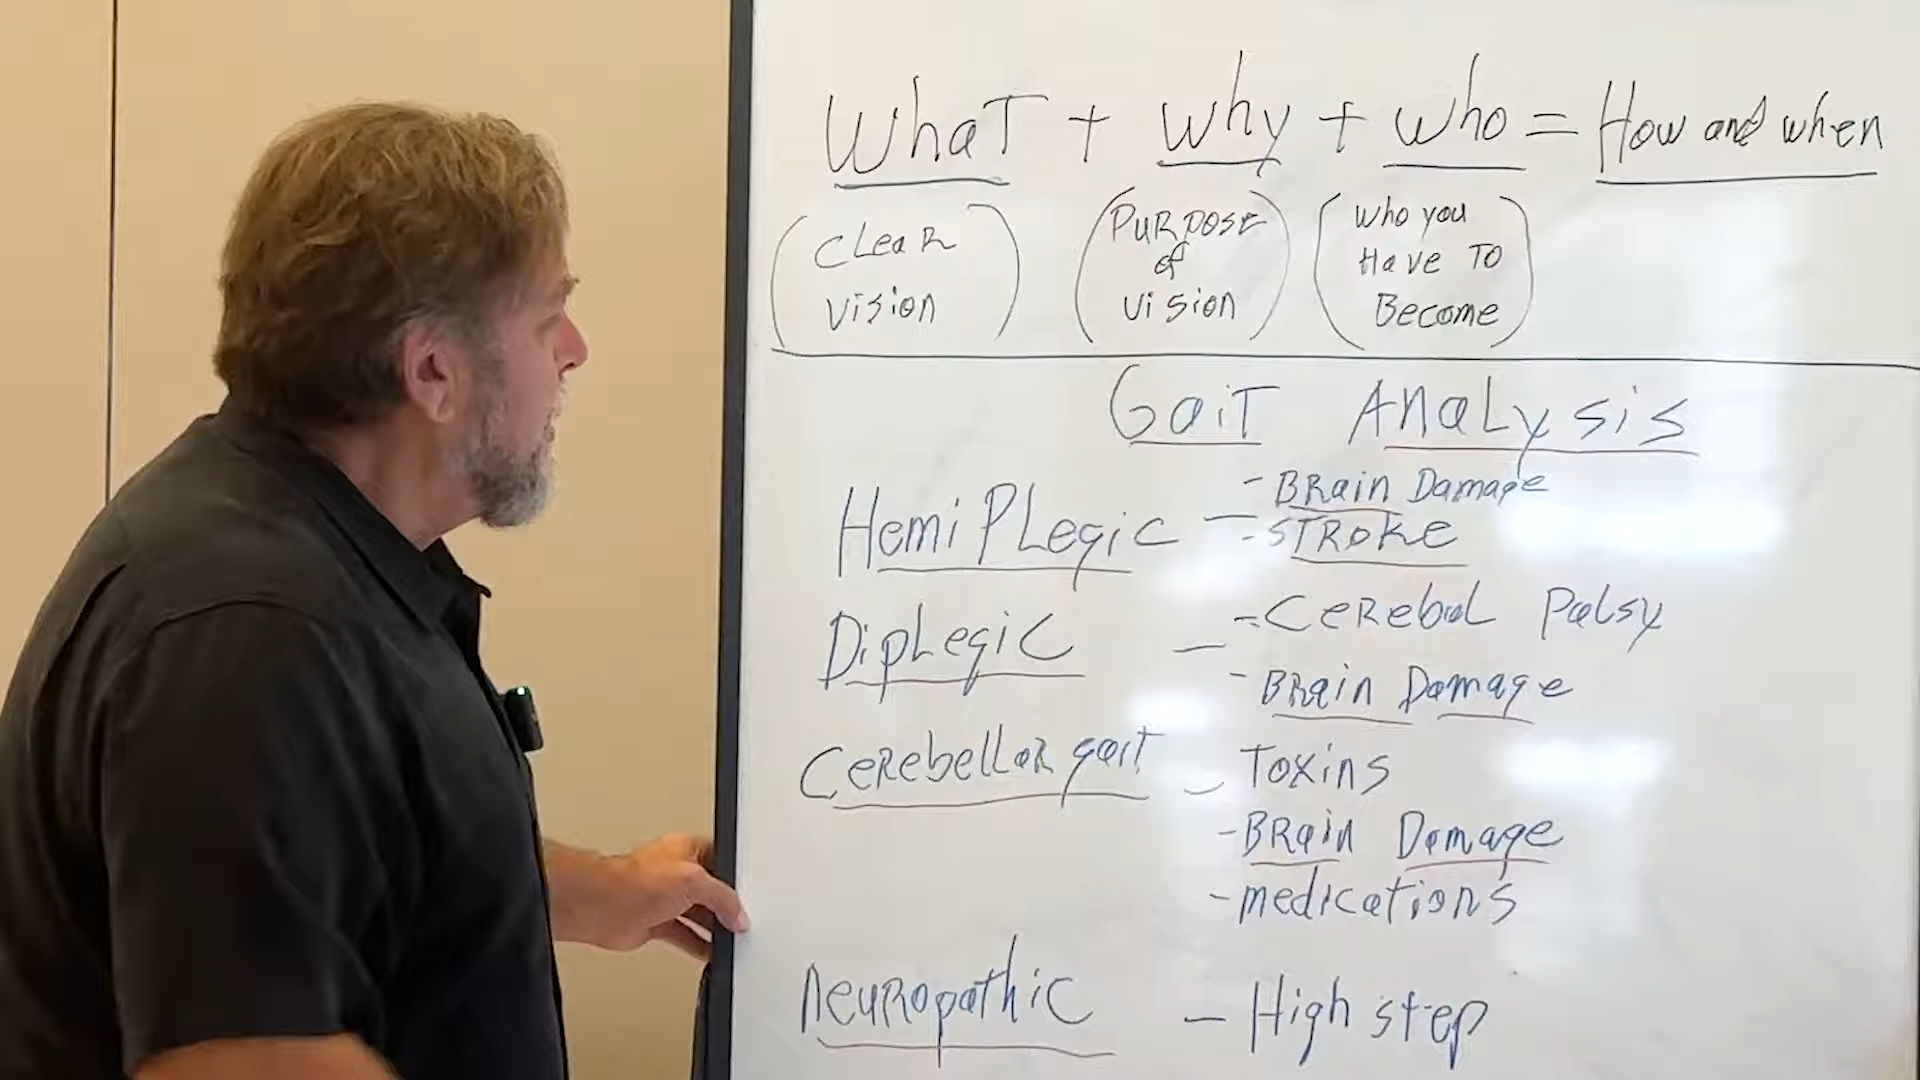 WhaT + why + who = How and when
(CLeaR vision) (PURPOSE of vision) (who you Have TO Become)
GaiT AnaLysis
HemiPLegic - - BRain Damage
- STROKE
DipLegic - - CeRebal Palsy
- BRain Damage
CeRebellaR gait - Toxins
- BRain Damage
- medications
neuRopathic - High step